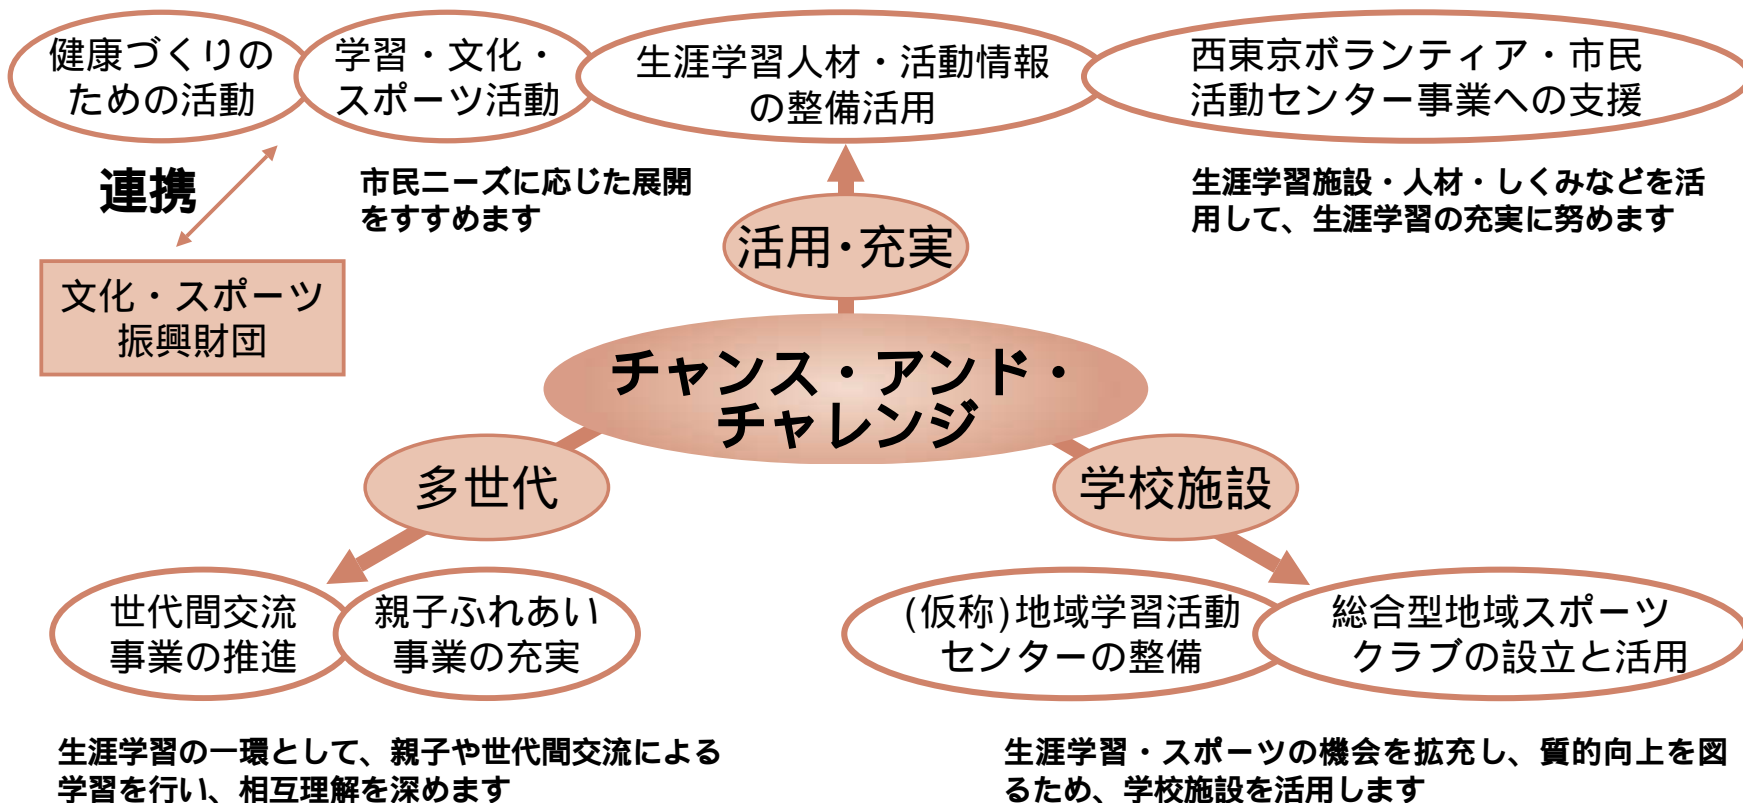 健康づくりの
ための活動
学習・文化・
スポーツ活動
生涯学習人材・活動情報
の整備活用
西東京ボランティア・市民
活動センター事業への支援
連携
市民ニーズに応じた展開
をすすめます
生涯学習施設・人材・しくみなどを活
用して、生涯学習の充実に努めます
活用・充実
文化・スポーツ
振興財団
チャンス・アンド・
チャレンジ
多世代
学校施設
世代間交流
事業の推進
親子ふれあい
事業の充実
(仮称)地域学習活動
センターの整備
総合型地域スポーツ
クラブの設立と活用
生涯学習の一環として、親子や世代間交流による
学習を行い、相互理解を深めます
生涯学習・スポーツの機会を拡充し、質的向上を図
るため、学校施設を活用します